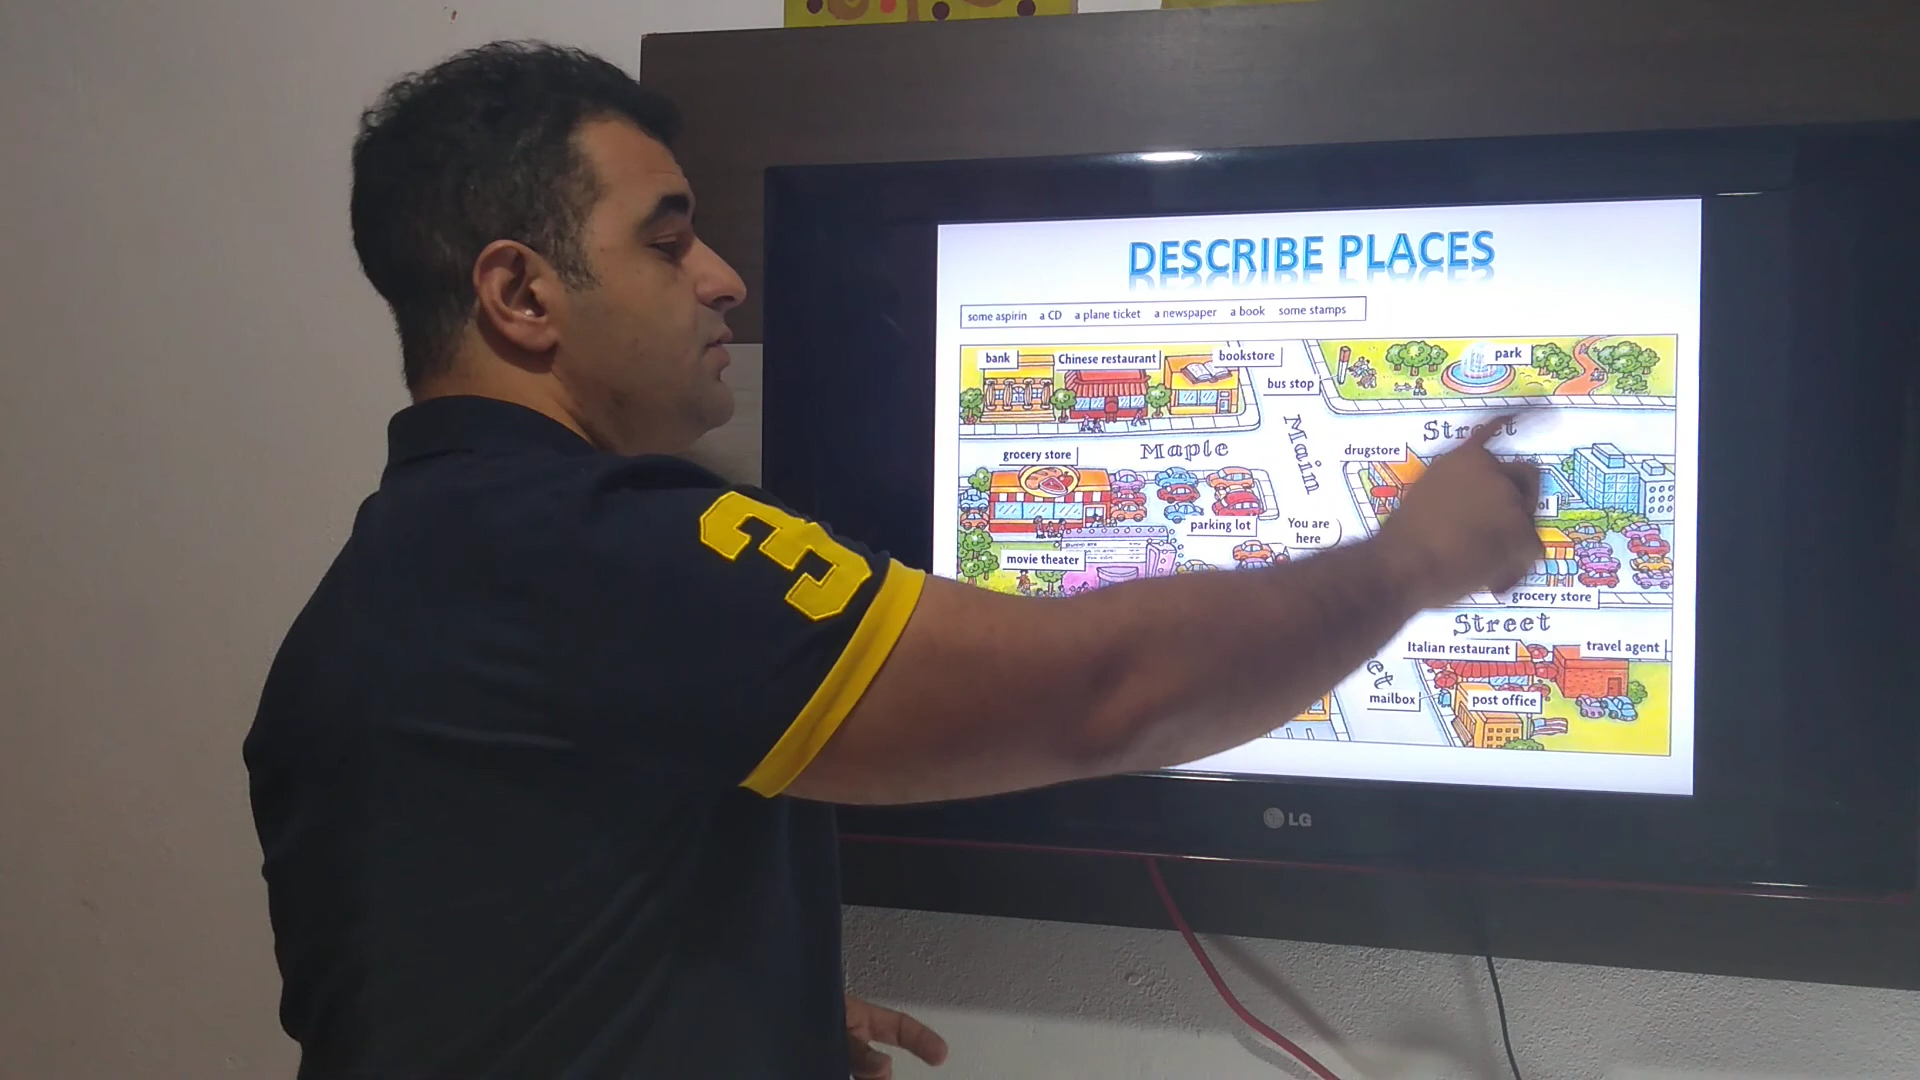 DESCRIBE PLACES
some aspirin a CD a plane ticket a newspaper a book some stamps
bank
Chinese restaurant
bookstore
park
bus stop
Maple
Main
Street
grocery store
drugstore
parking lot
You are
here
movie theater
grocery store
Street
Italian restaurant
travel agent
mailbox
post office
LG
3